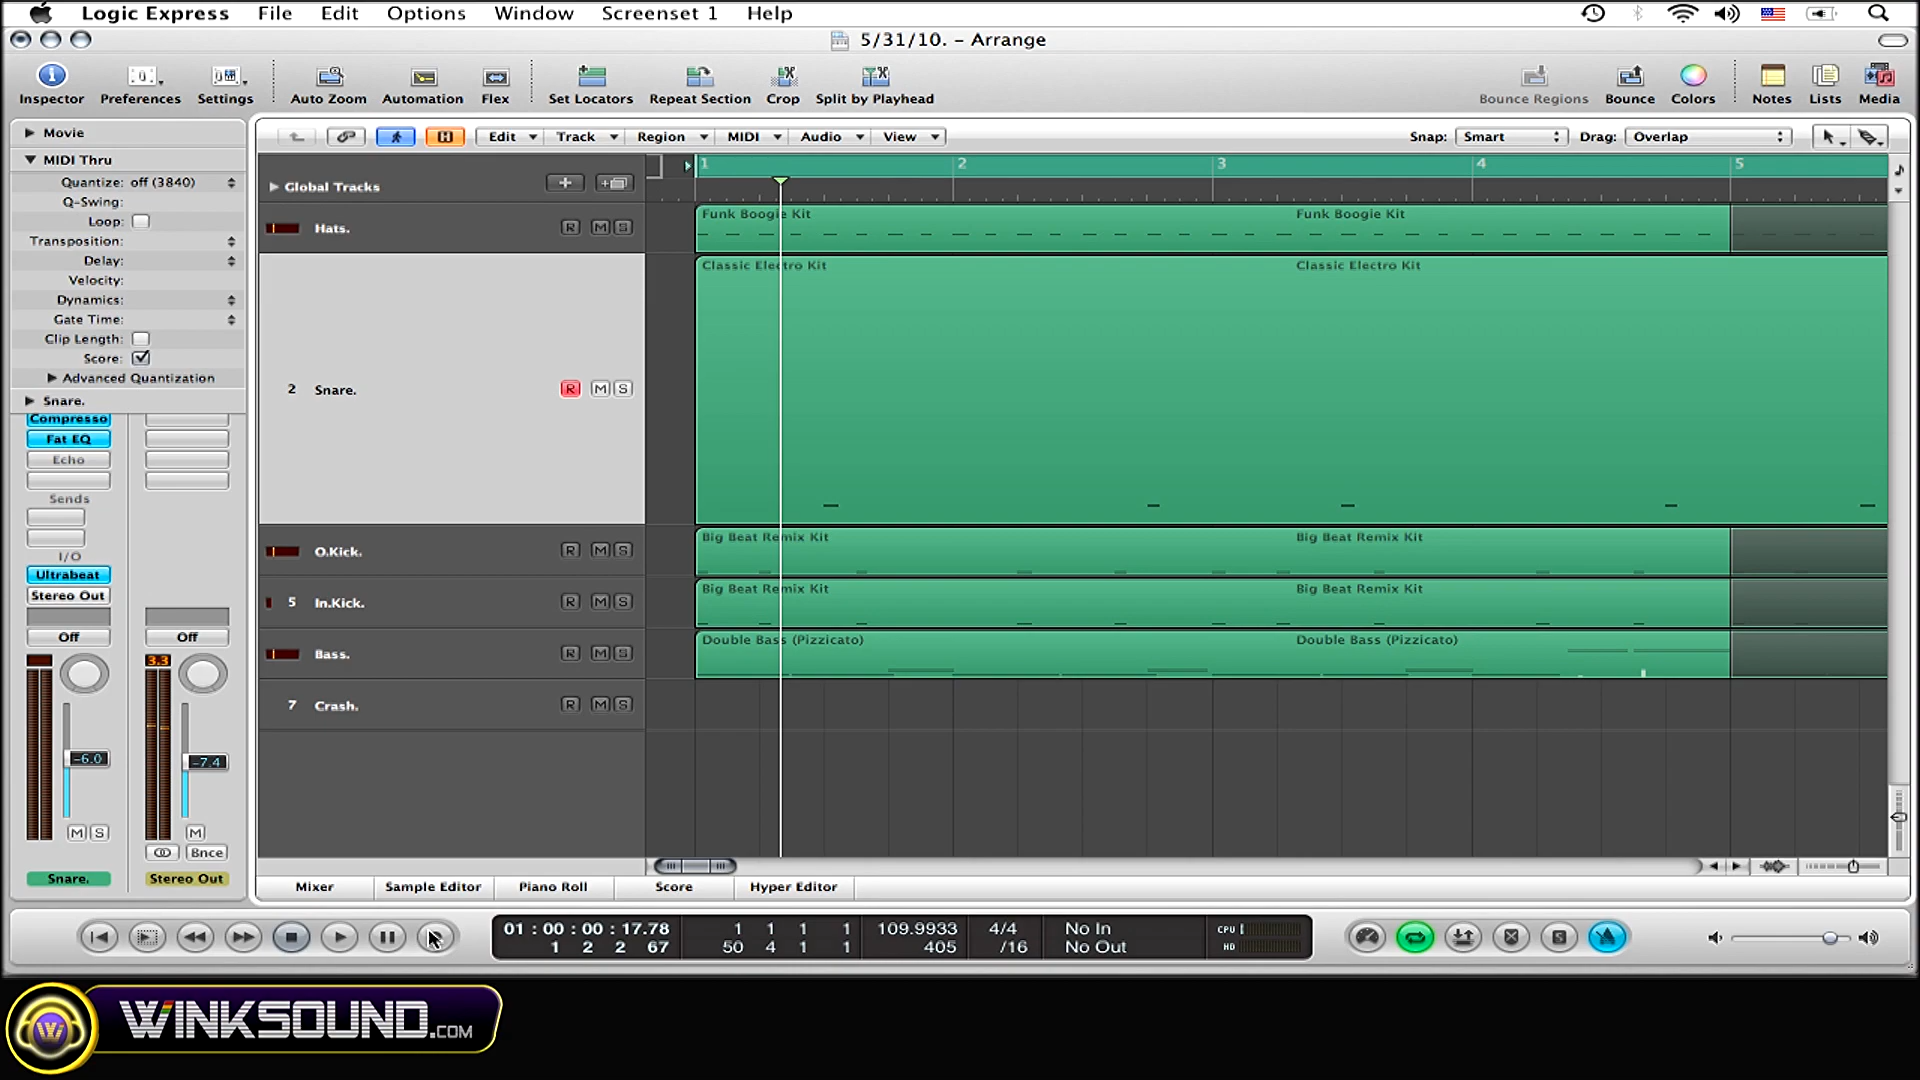 Logic Express File Edit Options Window Screenset 1 Help
5/31/10. - Arrange
Inspector Preferences Settings Auto Zoom Automation Flex Set Locators Repeat Section Crop Split by Playhead Bounce Regions Bounce Colors Notes Lists Media
Movie
MIDI Thru
Quantize: off (3840)
Q-Swing:
Loop:
Transposition:
Delay:
Velocity:
Dynamics:
Gate Time:
Clip Length:
Score:
Advanced Quantization
Snare.
Compresso
Fat EQ
Echo
Sends
I/O
Ultrabeat
Stereo Out
Off Off
3.3
-6.0 -7.4
M S M
Bnce
Snare. Stereo Out
Edit Track Region MIDI Audio View Snap: Smart Drag: Overlap
1 2 3 4 5
Global Tracks
Hats. R M S Funk Boogie Kit Funk Boogie Kit
2 Snare. R M S Classic Electro Kit Classic Electro Kit
O.Kick. R M S Big Beat Remix Kit Big Beat Remix Kit
5 In.Kick. R M S Big Beat Remix Kit Big Beat Remix Kit
Bass. R M S Double Bass (Pizzicato) Double Bass (Pizzicato)
7 Crash. R M S
Mixer Sample Editor Piano Roll Score Hyper Editor
01 : 00 : 00 : 17.78 1 1 1 1 109.9933 4/4 No In CPU
1 2 2 67 50 4 1 1 405 /16 No Out HD
W WINKSOUND.COM